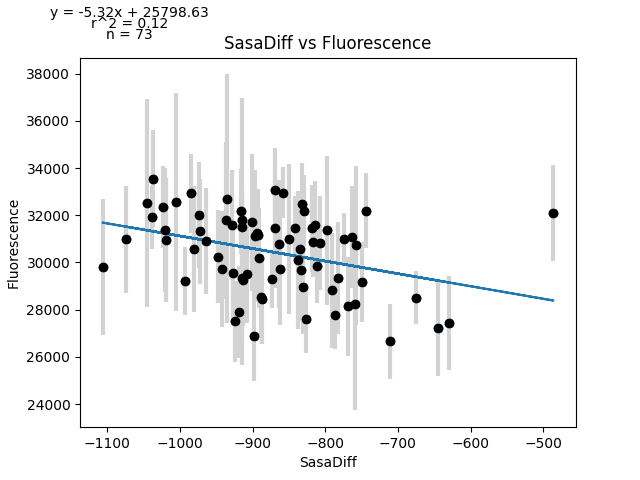 y = -5.32x + 25798.63
r^2 = 0.12
n = 73
SasaDiff vs Fluorescence
38000
36000
34000
32000
30000
28000
26000
24000
Fluorescence
−1100 −1000 −900 −800 −700 −600 −500
SasaDiff